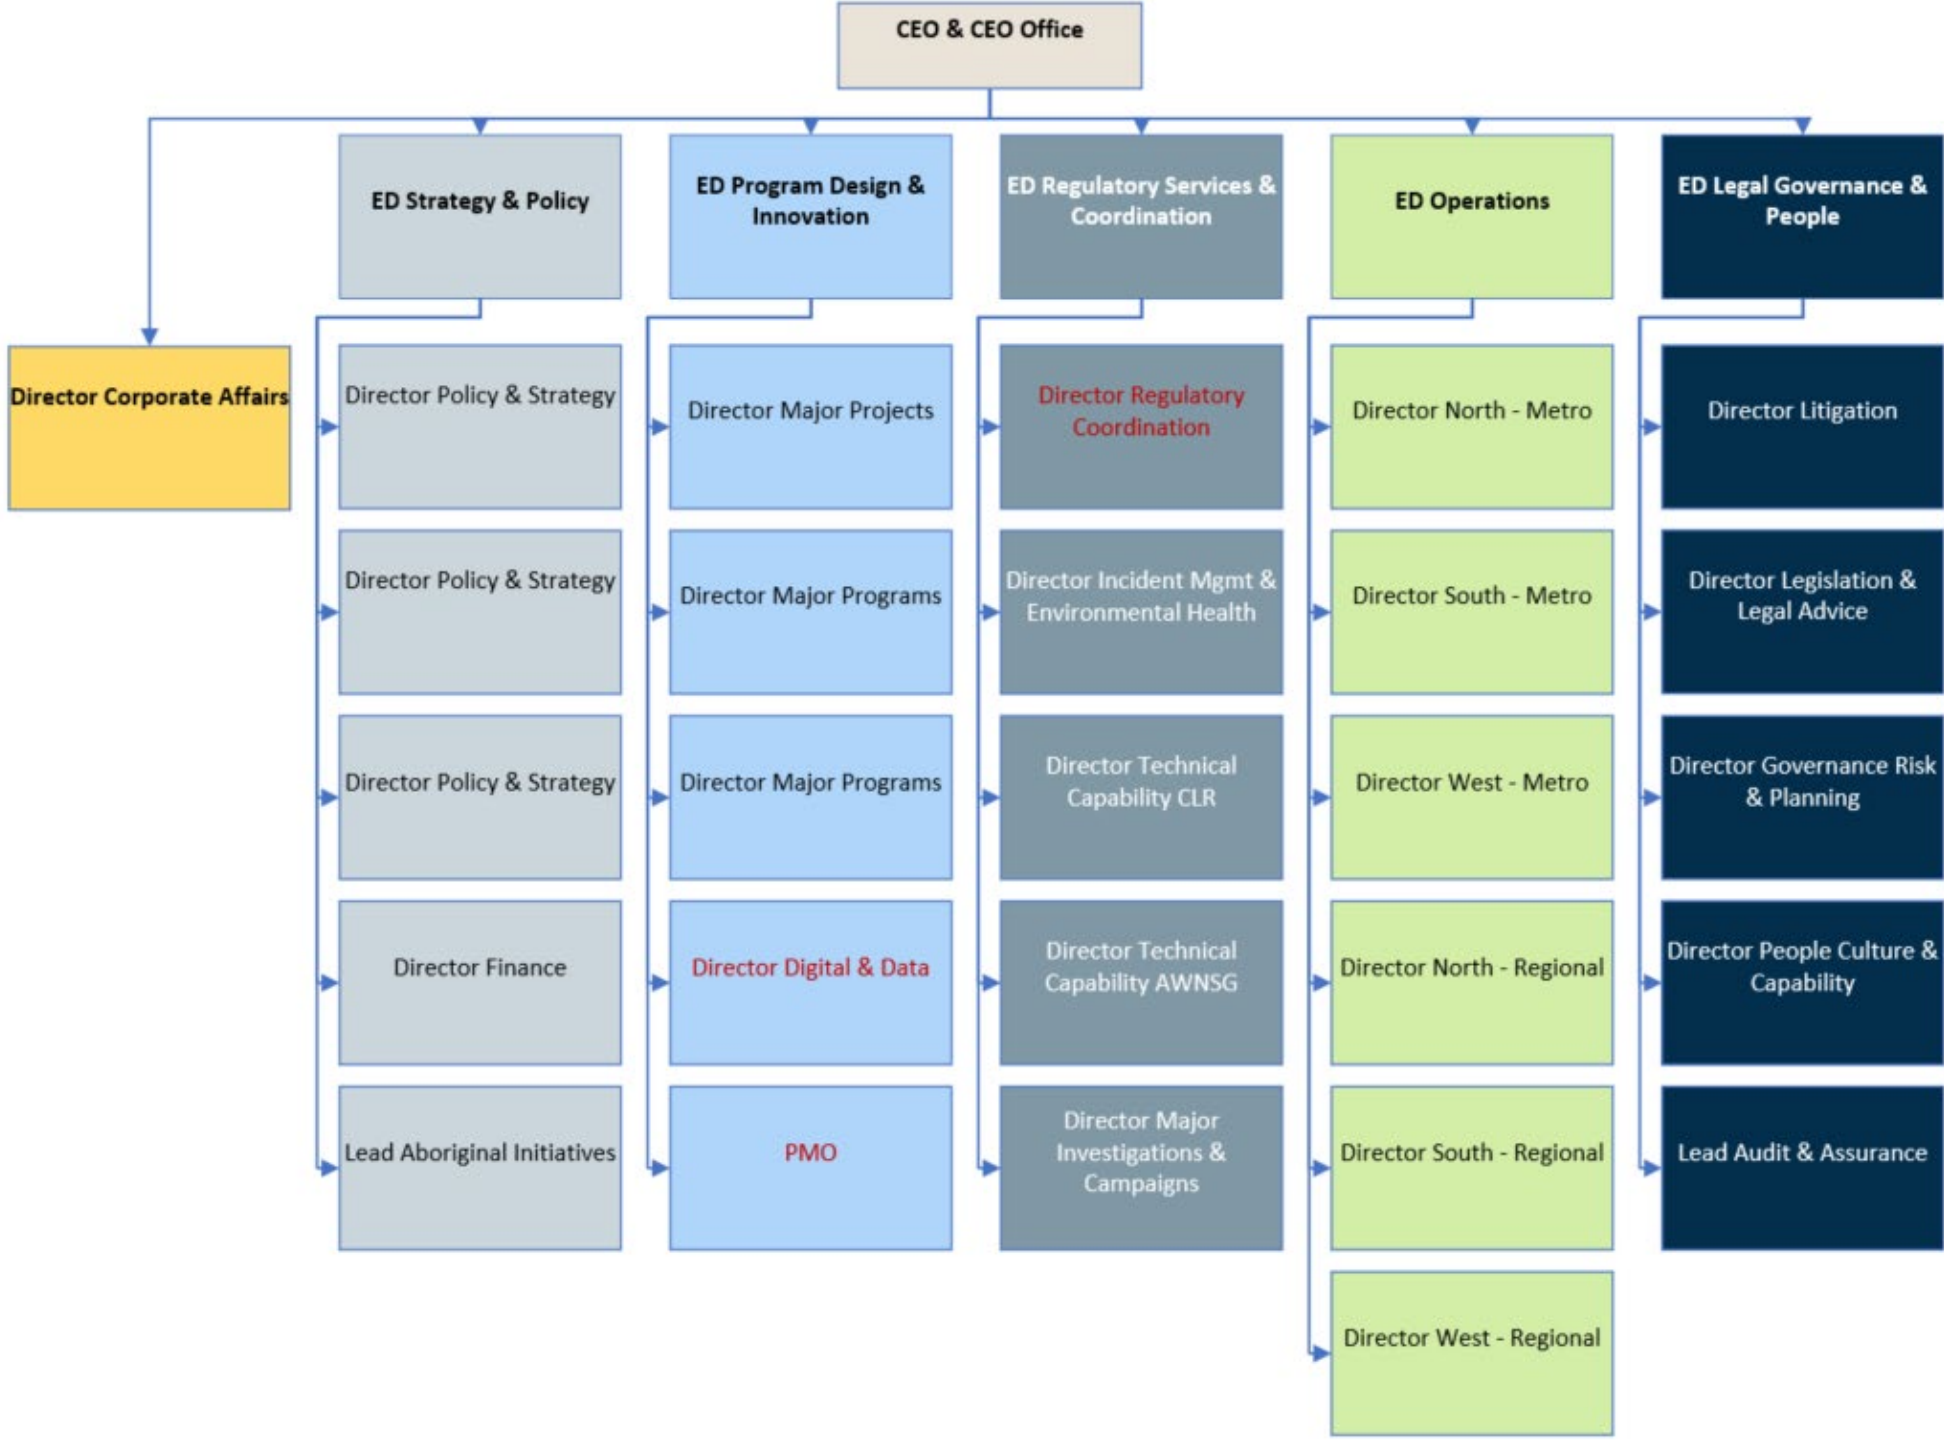 CEO & CEO Office
ED Strategy & Policy
ED Program Design &
Innovation
ED Regulatory Services &
Coordination
ED Operations
ED Legal Governance &
People
Director Corporate Affairs
Director Policy & Strategy
Director Policy & Strategy
Director Policy & Strategy
Director Finance
Lead Aboriginal Initiatives
Director Major Projects
Director Major Programs
Director Major Programs
Director Digital & Data
PMO
Director Regulatory
Coordination
Director Incident Mgmt &
Environmental Health
Director Technical
Capability CLR
Director Technical
Capability AWNSG
Director Major
Investigations &
Campaigns
Director North - Metro
Director South - Metro
Director West - Metro
Director North - Regional
Director South - Regional
Director West - Regional
Director Litigation
Director Legislation &
Legal Advice
Director Governance Risk
& Planning
Director People Culture &
Capability
Lead Audit & Assurance